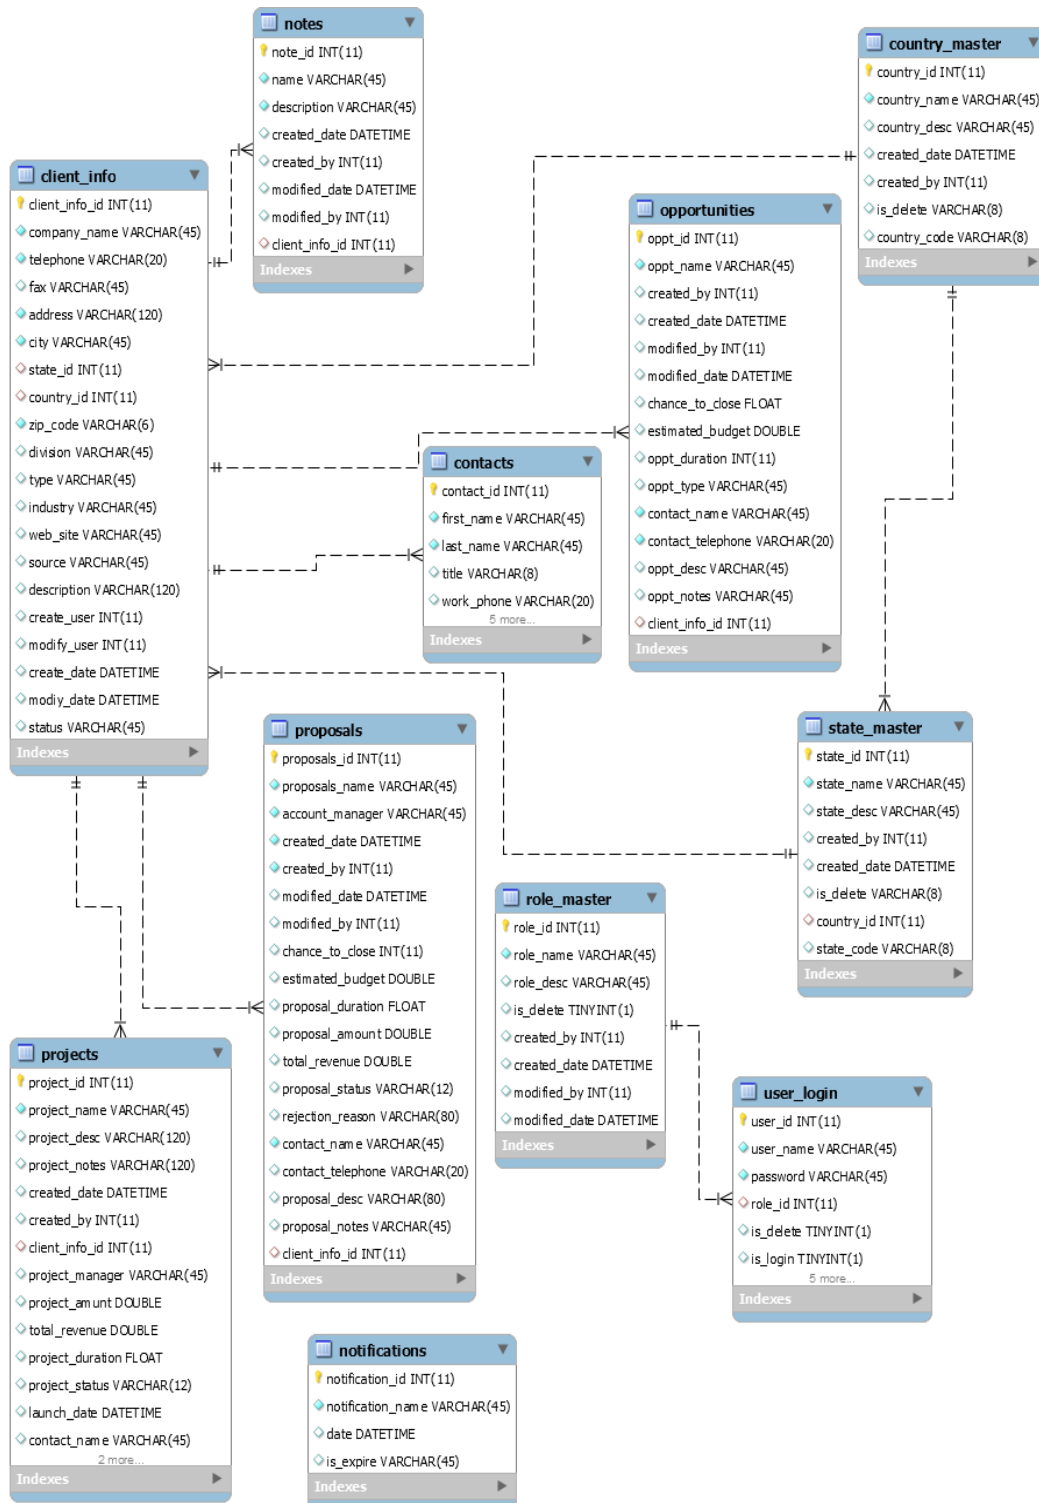 notes
note_id INT(11)
name VARCHAR(45)
description VARCHAR(45)
created_date DATETIME
created_by INT(11)
modified_date DATETIME
modified_by INT(11)
client_info_id INT(11)
Indexes
country_master
country_id INT(11)
country_name VARCHAR(45)
country_desc VARCHAR(45)
created_date DATETIME
created_by INT(11)
is_delete VARCHAR(8)
country_code VARCHAR(8)
Indexes
client_info
client_info_id INT(11)
company_name VARCHAR(45)
telephone VARCHAR(20)
fax VARCHAR(45)
address VARCHAR(120)
city VARCHAR(45)
state_id INT(11)
country_id INT(11)
zip_code VARCHAR(6)
division VARCHAR(45)
type VARCHAR(45)
industry VARCHAR(45)
web_site VARCHAR(45)
source VARCHAR(45)
description VARCHAR(120)
create_user INT(11)
modify_user INT(11)
create_date DATETIME
modiy_date DATETIME
status VARCHAR(45)
Indexes
opportunities
oppt_id INT(11)
oppt_name VARCHAR(45)
created_by INT(11)
created_date DATETIME
modified_by INT(11)
modified_date DATETIME
chance_to_close FLOAT
estimated_budget DOUBLE
oppt_duration INT(11)
oppt_type VARCHAR(45)
contact_name VARCHAR(45)
contact_telephone VARCHAR(20)
oppt_desc VARCHAR(45)
oppt_notes VARCHAR(45)
client_info_id INT(11)
Indexes
contacts
contact_id INT(11)
first_name VARCHAR(45)
last_name VARCHAR(45)
title VARCHAR(8)
work_phone VARCHAR(20)
5 more...
Indexes
proposals
proposals_id INT(11)
proposals_name VARCHAR(45)
account_manager VARCHAR(45)
created_date DATETIME
created_by INT(11)
modified_date DATETIME
modified_by INT(11)
chance_to_close INT(11)
estimated_budget DOUBLE
proposal_duration FLOAT
proposal_amount DOUBLE
total_revenue DOUBLE
proposal_status VARCHAR(12)
rejection_reason VARCHAR(80)
contact_name VARCHAR(45)
contact_telephone VARCHAR(20)
proposal_desc VARCHAR(80)
proposal_notes VARCHAR(45)
client_info_id INT(11)
Indexes
state_master
state_id INT(11)
state_name VARCHAR(45)
state_desc VARCHAR(45)
created_by INT(11)
created_date DATETIME
is_delete VARCHAR(8)
country_id INT(11)
state_code VARCHAR(8)
Indexes
role_master
role_id INT(11)
role_name VARCHAR(45)
role_desc VARCHAR(45)
is_delete TINYINT(1)
created_by INT(11)
created_date DATETIME
modified_by INT(11)
modified_date DATETIME
Indexes
projects
project_id INT(11)
project_name VARCHAR(45)
project_desc VARCHAR(120)
project_notes VARCHAR(120)
created_date DATETIME
created_by INT(11)
client_info_id INT(11)
project_manager VARCHAR(45)
project_amunt DOUBLE
total_revenue DOUBLE
project_duration FLOAT
project_status VARCHAR(12)
launch_date DATETIME
contact_name VARCHAR(45)
2 more...
Indexes
user_login
user_id INT(11)
user_name VARCHAR(45)
password VARCHAR(45)
role_id INT(11)
is_delete TINYINT(1)
is_login TINYINT(1)
5 more...
Indexes
notifications
notification_id INT(11)
notification_name VARCHAR(45)
date DATETIME
is_expire VARCHAR(45)
Indexes